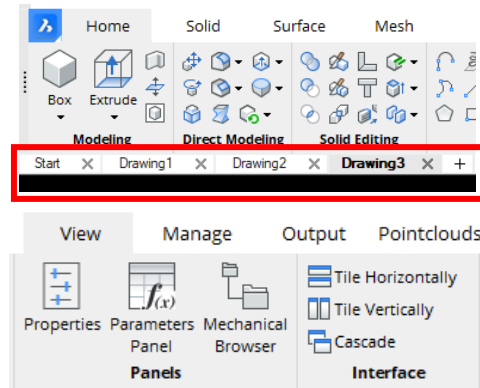 Home Solid Surface Mesh
Box Extrude
Modeling Direct Modeling Solid Editing
Start Drawing1 Drawing2 Drawing3 +
View Manage Output Pointclouds
Properties Parameters Panel Mechanical Browser
f(x)
Tile Horizontally
Tile Vertically
Cascade
Panels Interface